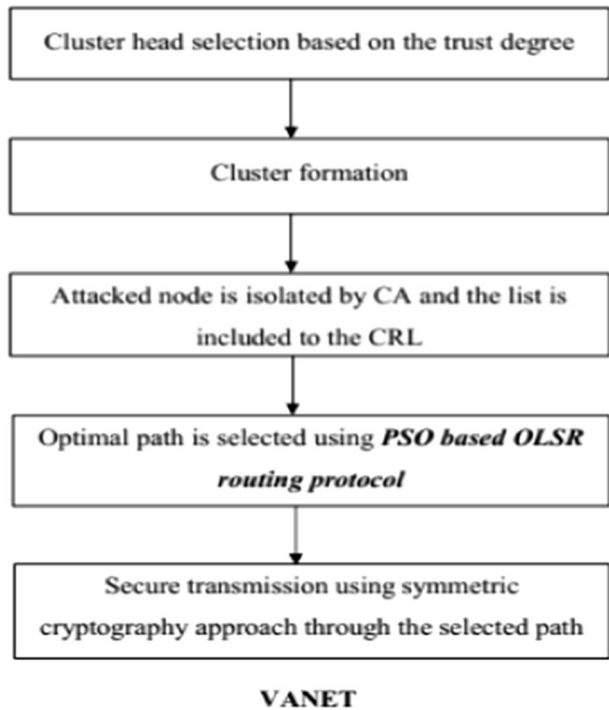 Cluster head selection based on the trust degree
Cluster formation
Attacked node is isolated by CA and the list is
included to the CRL
Optimal path is selected using PSO based OLSR
routing protocol
Secure transmission using symmetric
cryptography approach through the selected path
VANET